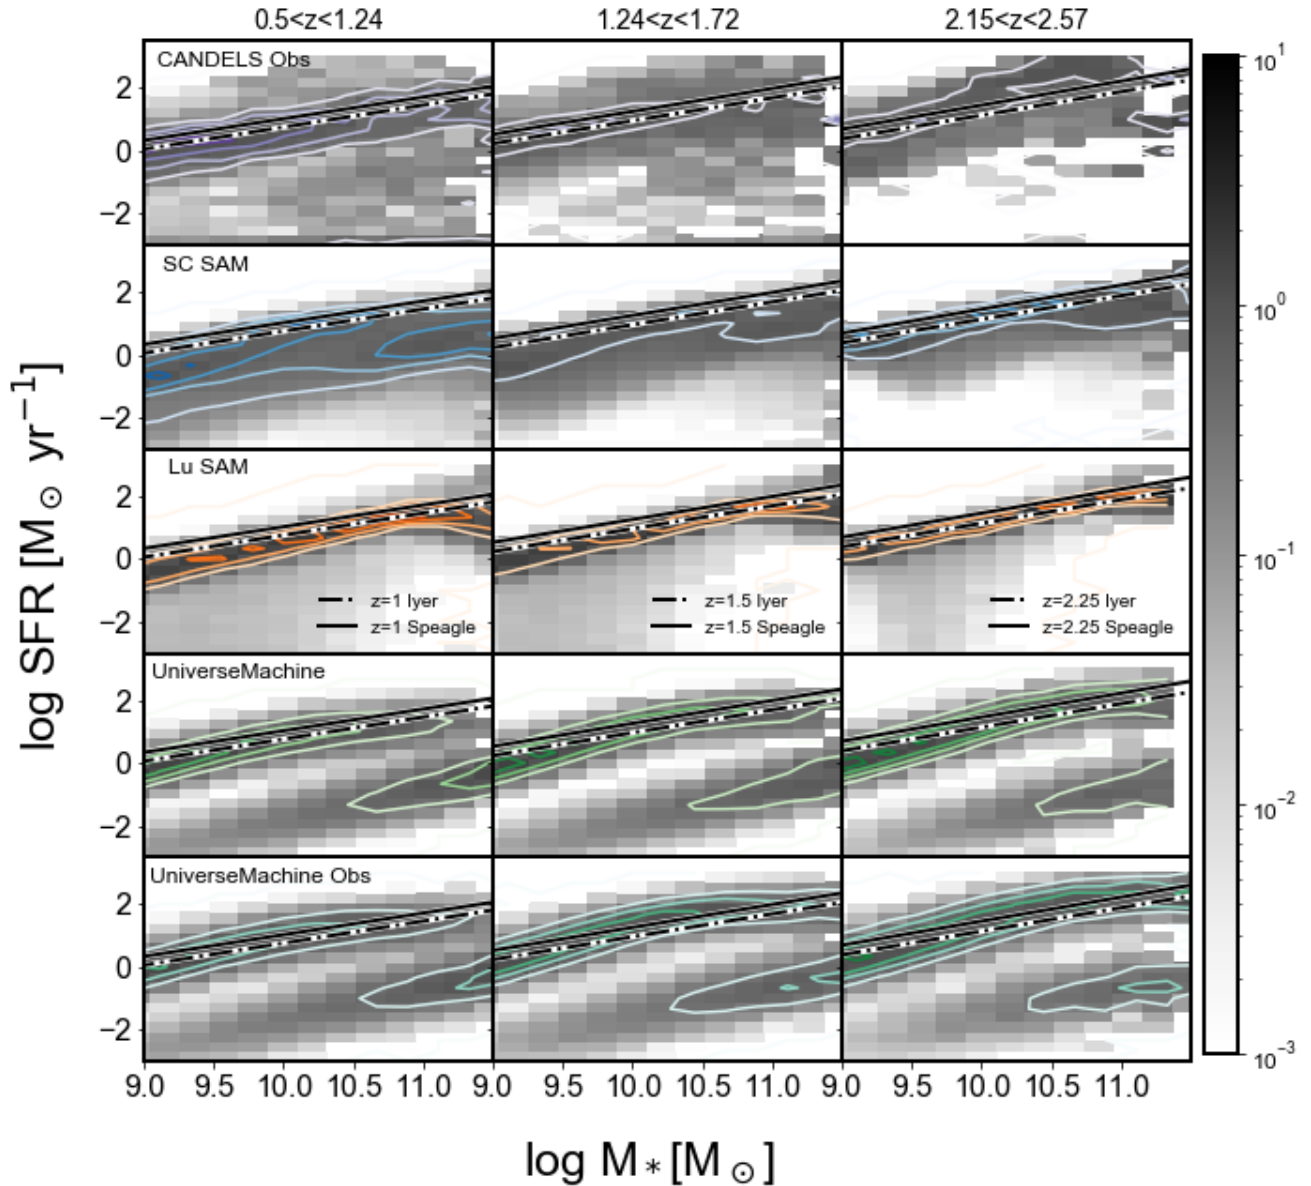 0.5<z<1.24 1.24<z<1.72 2.15<z<2.57
CANDELS Obs
2
0
−2
SC SAM
2
0
−2
Lu SAM
2
0
−2
z=1 Iyer
z=1 Speagle
z=1.5 Iyer
z=1.5 Speagle
z=2.25 Iyer
z=2.25 Speagle
UniverseMachine
2
0
−2
UniverseMachine Obs
2
0
−2
9.0 9.5 10.0 10.5 11.0 9.0 9.5 10.0 10.5 11.0 9.0 9.5 10.0 10.5 11.0
log M* [M⊙]
log SFR [M⊙ yr⁻¹]
10¹
10⁰
10⁻¹
10⁻²
10⁻³